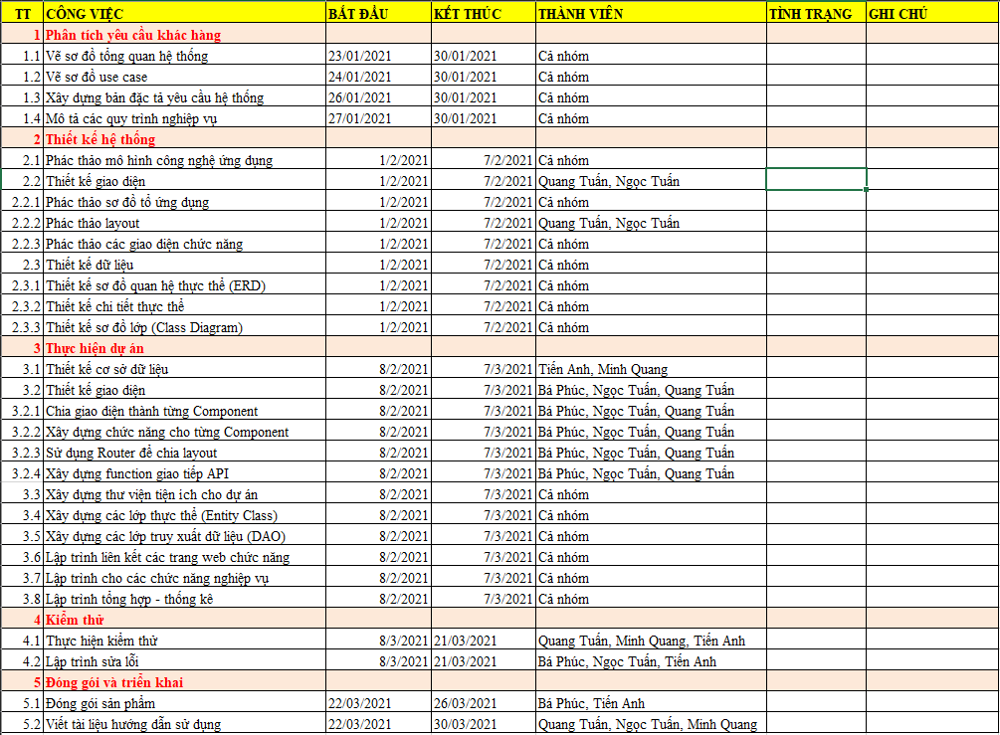 TT CÔNG VIỆC BẮT ĐẦU KẾT THÚC THÀNH VIÊN TÌNH TRẠNG GHI CHÚ
1 Phân tích yêu cầu khác hàng
1.1 Vẽ sơ đồ tổng quan hệ thống 23/01/2021 30/01/2021 Cả nhóm
1.2 Vẽ sơ đồ use case 24/01/2021 30/01/2021 Cả nhóm
1.3 Xây dựng bản đặc tả yêu cầu hệ thống 26/01/2021 30/01/2021 Cả nhóm
1.4 Mô tả các quy trình nghiệp vụ 27/01/2021 30/01/2021 Cả nhóm
2 Thiết kế hệ thống
2.1 Phác thảo mô hình công nghệ ứng dụng 1/2/2021 7/2/2021 Cả nhóm
2.2 Thiết kế giao diện 1/2/2021 7/2/2021 Quang Tuấn, Ngọc Tuấn
2.2.1 Phác thảo sơ đồ tổ ứng dụng 1/2/2021 7/2/2021 Cả nhóm
2.2.2 Phác thảo layout 1/2/2021 7/2/2021 Quang Tuấn, Ngọc Tuấn
2.2.3 Phác thảo các giao diện chức năng 1/2/2021 7/2/2021 Cả nhóm
2.3 Thiết kế dữ liệu 1/2/2021 7/2/2021 Cả nhóm
2.3.1 Thiết kế sơ đồ quan hệ thực thể (ERD) 1/2/2021 7/2/2021 Cả nhóm
2.3.2 Thiết kế chi tiết thực thể 1/2/2021 7/2/2021 Cả nhóm
2.3.3 Thiết kế sơ đồ lớp (Class Diagram) 1/2/2021 7/2/2021 Cả nhóm
3 Thực hiện dự án
3.1 Thiết kế cơ sở dữ liệu 8/2/2021 7/3/2021 Tiến Anh, Minh Quang
3.2 Thiết kế giao diện 8/2/2021 7/3/2021 Bá Phúc, Ngọc Tuấn, Quang Tuấn
3.2.1 Chia giao diện thành từng Component 8/2/2021 7/3/2021 Bá Phúc, Ngọc Tuấn, Quang Tuấn
3.2.2 Xây dựng chức năng cho từng Component 8/2/2021 7/3/2021 Bá Phúc, Ngọc Tuấn, Quang Tuấn
3.2.3 Sử dụng Router để chia layout 8/2/2021 7/3/2021 Bá Phúc, Ngọc Tuấn, Quang Tuấn
3.2.4 Xây dựng function giao tiếp API 8/2/2021 7/3/2021 Bá Phúc, Ngọc Tuấn, Quang Tuấn
3.3 Xây dựng thư viện tiện ích cho dự án 8/2/2021 7/3/2021 Cả nhóm
3.4 Xây dựng các lớp thực thể (Entity Class) 8/2/2021 7/3/2021 Cả nhóm
3.5 Xây dựng các lớp truy xuất dữ liệu (DAO) 8/2/2021 7/3/2021 Cả nhóm
3.6 Lập trình liên kết các trang web chức năng 8/2/2021 7/3/2021 Cả nhóm
3.7 Lập trình cho các chức năng nghiệp vụ 8/2/2021 7/3/2021 Cả nhóm
3.8 Lập trình tổng hợp - thống kê 8/2/2021 7/3/2021 Cả nhóm
4 Kiểm thử
4.1 Thực hiện kiểm thử 8/3/2021 21/03/2021 Quang Tuấn, Minh Quang, Tiến Anh
4.2 Lập trình sửa lỗi 8/3/2021 21/03/2021 Bá Phúc, Ngọc Tuấn, Tiến Anh
5 Đóng gói và triển khai
5.1 Đóng gói sản phẩm 22/03/2021 26/03/2021 Bá Phúc, Tiến Anh
5.2 Viết tài liệu hướng dẫn sử dụng 22/03/2021 30/03/2021 Quang Tuấn, Ngọc Tuấn, Minh Quang